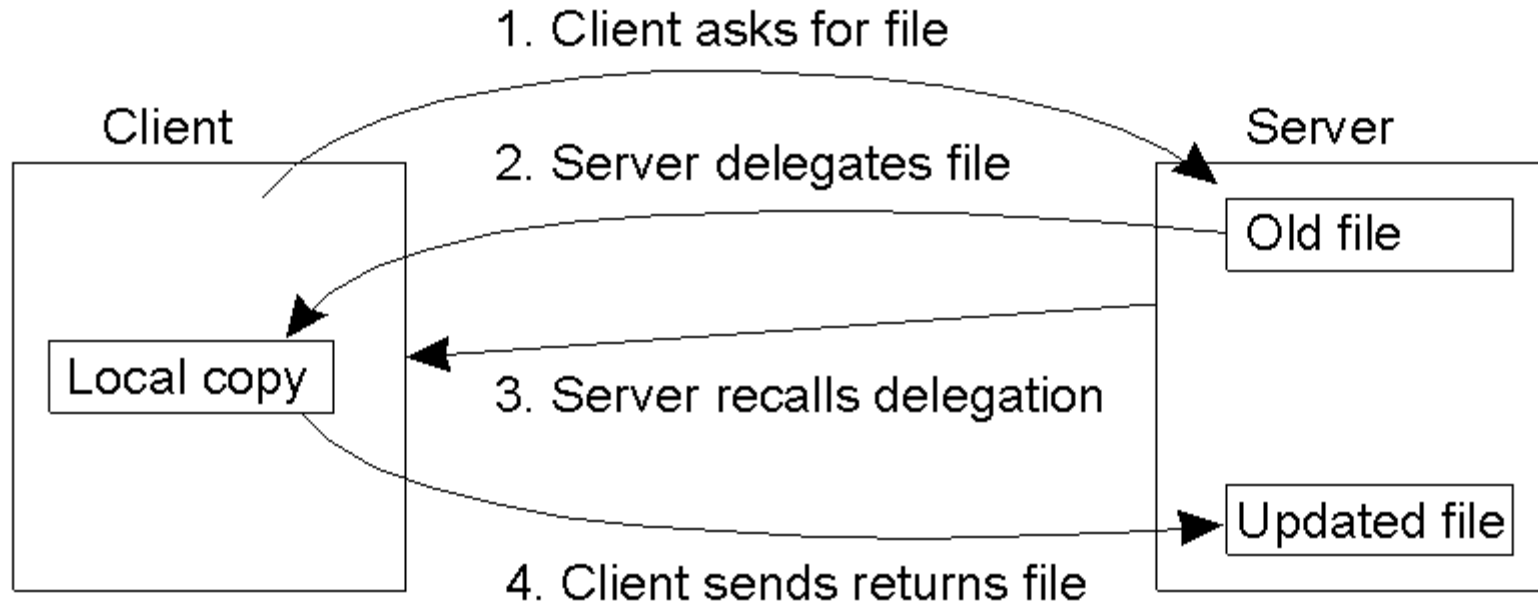 1. Client asks for file
Client
Server
2. Server delegates file
Old file
Local copy
3. Server recalls delegation
Updated file
4. Client sends returns file